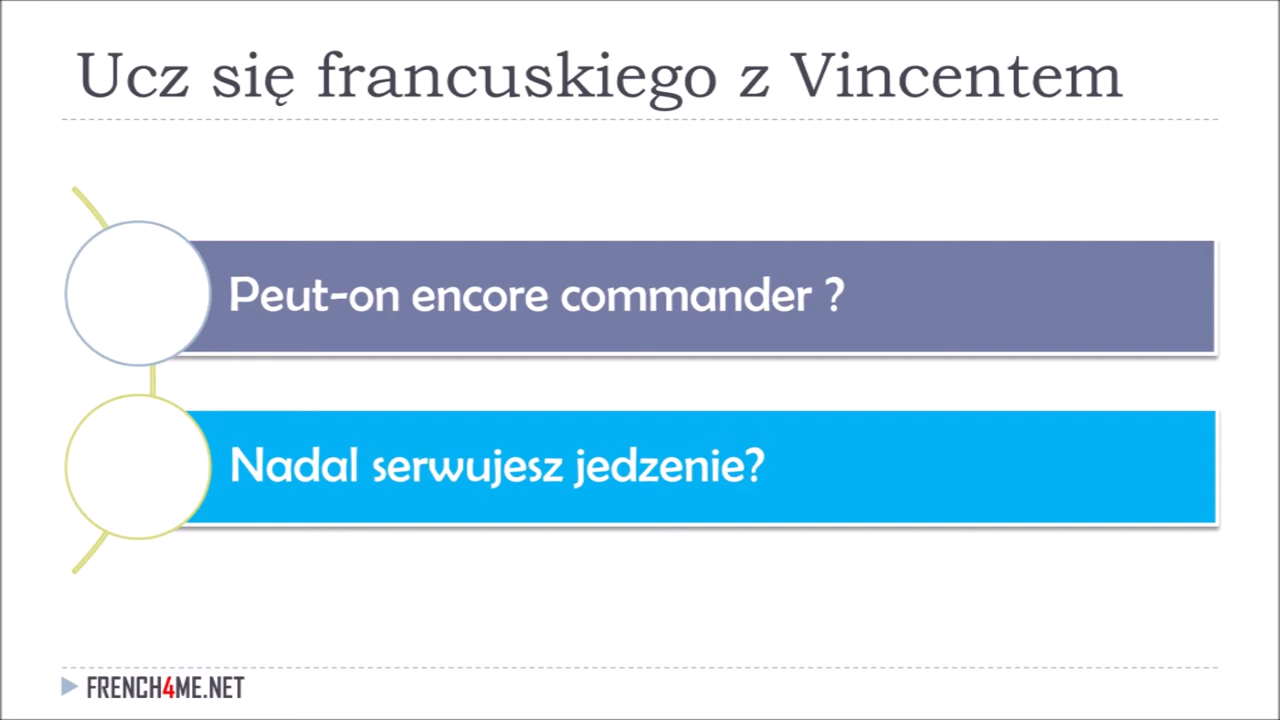 Ucz się francuskiego z Vincentem
Peut-on encore commander ?
Nadal serwujesz jedzenie?
FRENCH4ME.NET